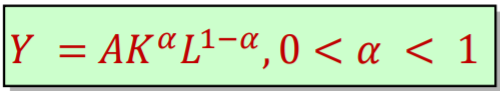 Y = AK^α L^{1−α}, 0 < α < 1